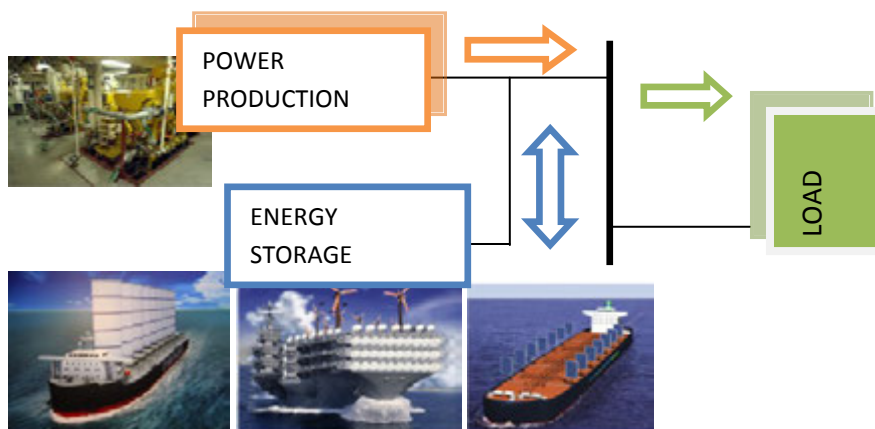 POWER
PRODUCTION
ENERGY
STORAGE
LOAD